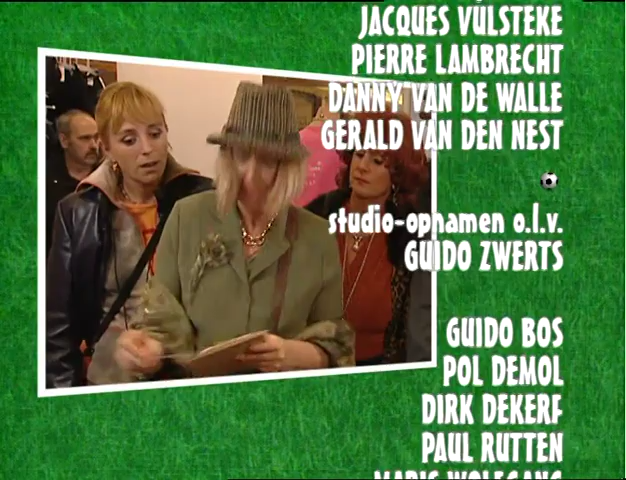 JACQUES VULSTEKE
PIERRE LAMBRECHT
DANNY VAN DE WALLE
GERALD VAN DEN NEST
studio-opnamen o.l.v.
GUIDO ZWERTS
GUIDO BOS
POL DEMOL
DIRK DEKERF
PAUL RUTTEN